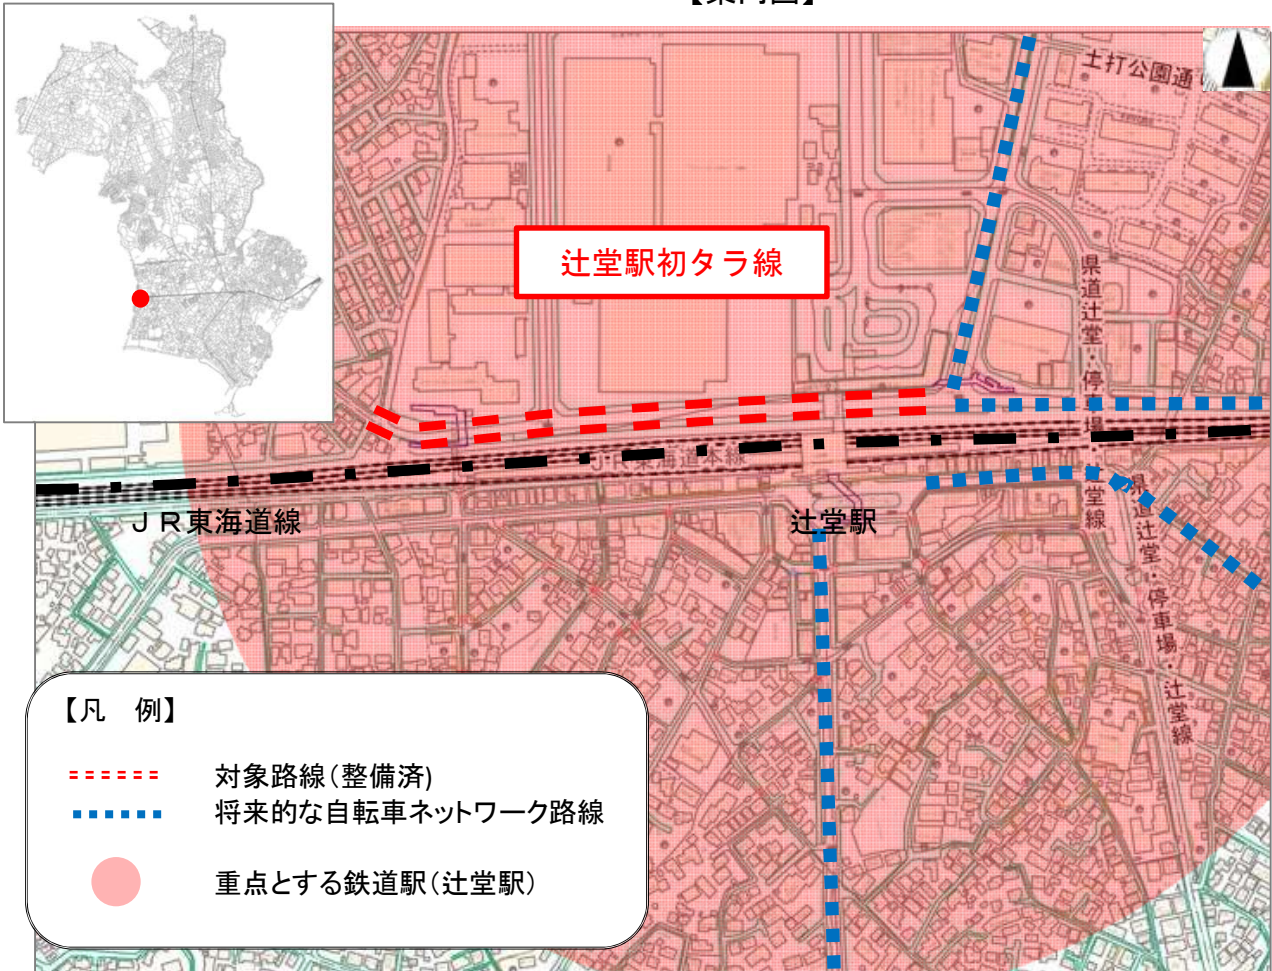 【案内図】
土打公園通り
辻堂駅初タラ線
県道辻堂・停車場・辻堂線
JR東海道本線
ＪＲ東海道線
辻堂駅
県道辻堂・停車場・辻堂線
【凡　例】
対象路線（整備済)
将来的な自転車ネットワーク路線
重点とする鉄道駅（辻堂駅）